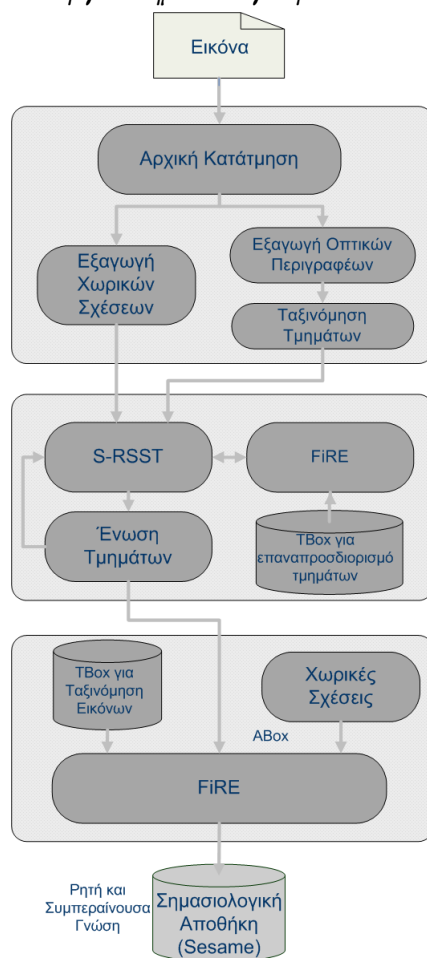 Εικόνα
Αρχική Κατάτμηση
Εξαγωγή
Χωρικών
Σχέσεων
Εξαγωγή Οπτικών
Περιγραφέων
Ταξινόμηση
Τμημάτων
S-RSST
FiRE
Ένωση
Τμημάτων
TBox για
επαναπροσδιορισμό
τμημάτων
TBox για
Ταξινόμηση
Εικόνων
Χωρικές
Σχέσεις
ABox
FiRE
Ρητή και
Συμπεραίνουσα
Γνώση
Σημασιολογική
Αποθήκη
(Sesame)